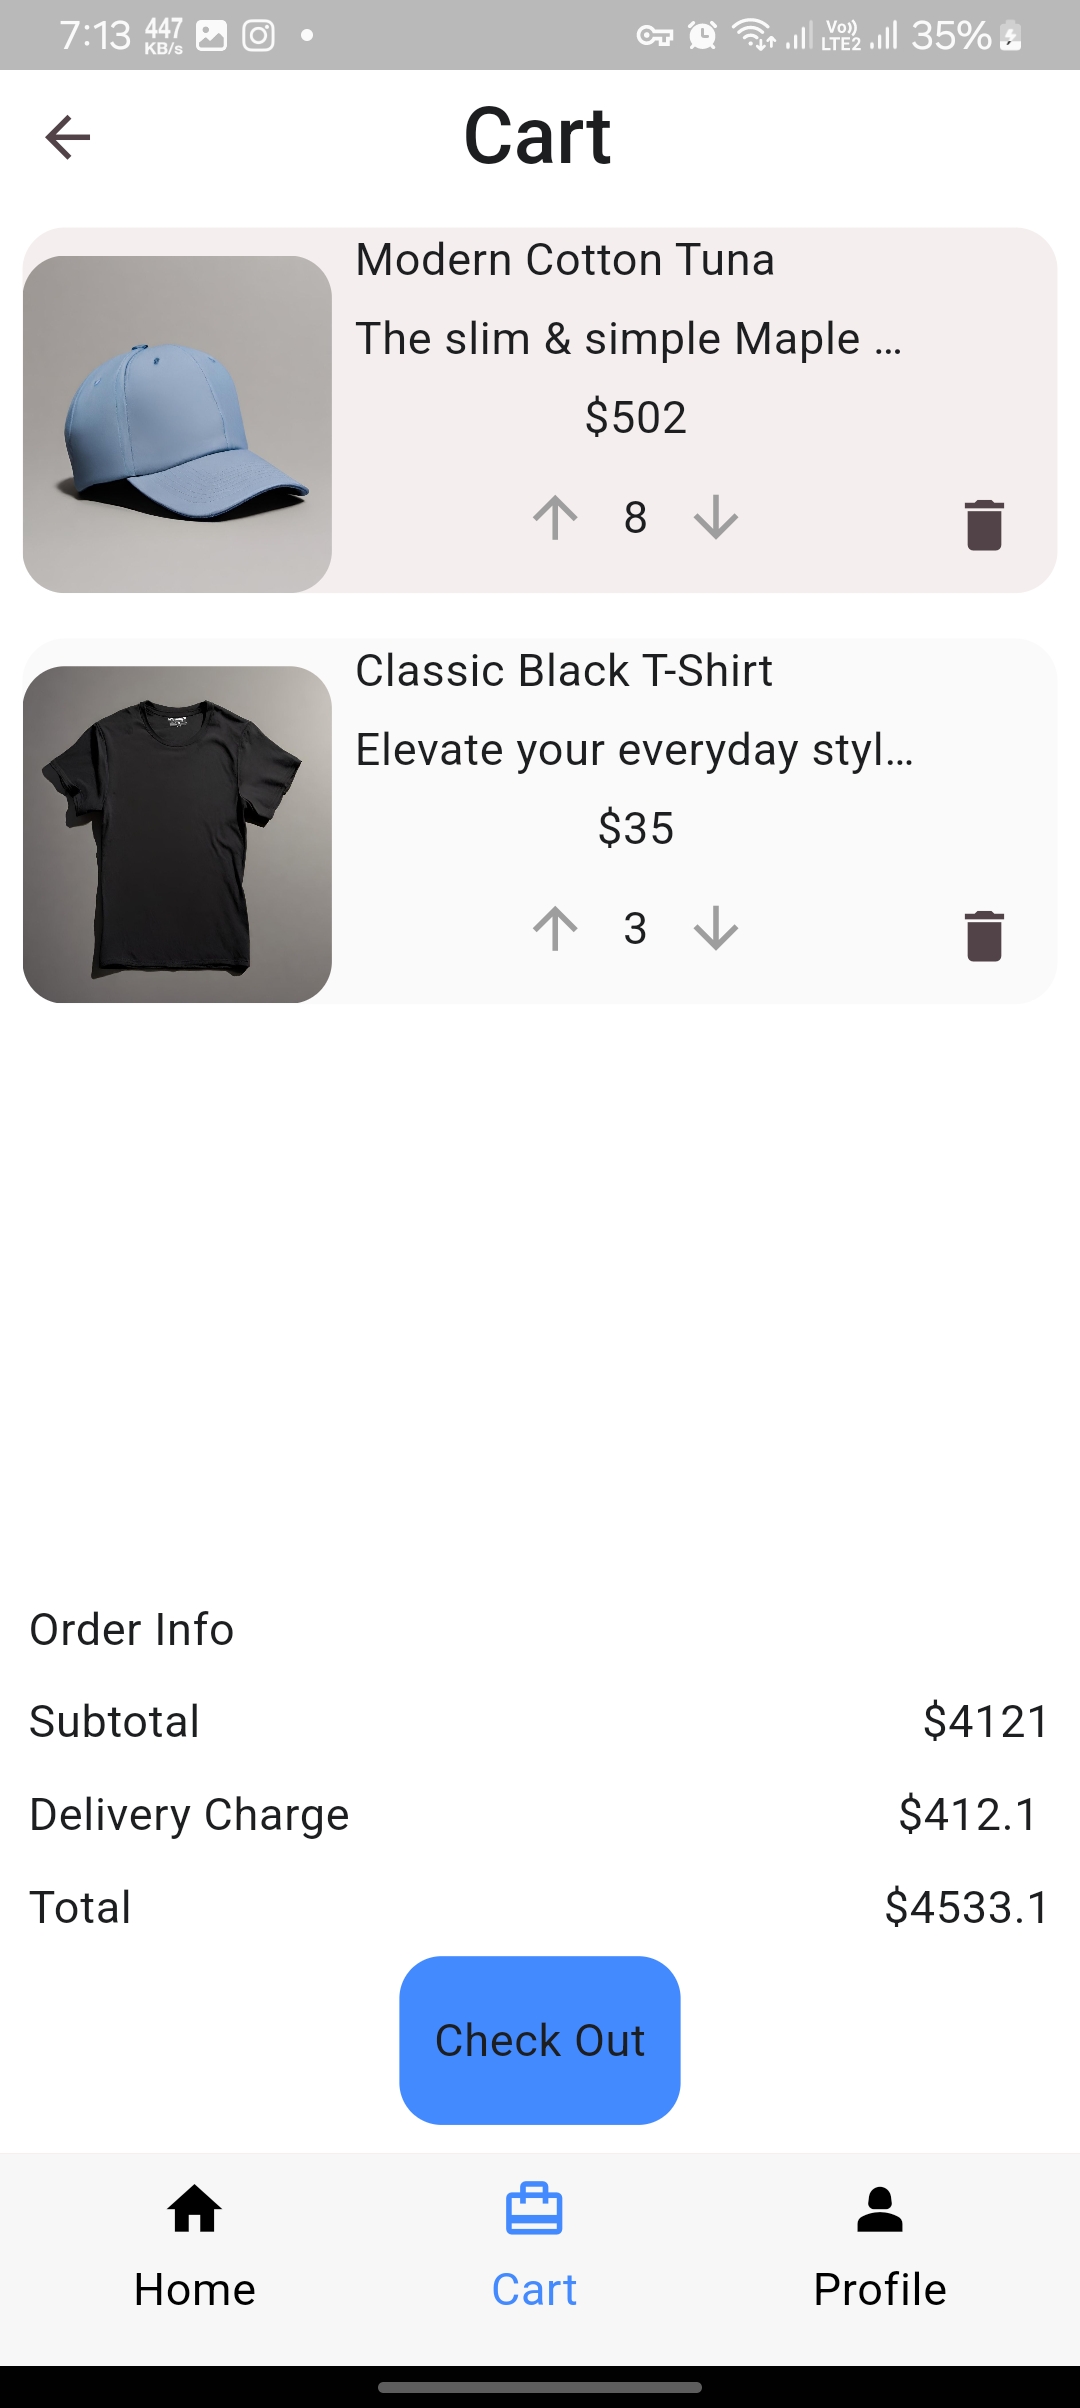 7:13 447 KB/s Vo)) LTE2 35%
Cart
Modern Cotton Tuna
The slim & simple Maple ...
$502
8
Classic Black T-Shirt
Elevate your everyday styl...
$35
3
Order Info
Subtotal $4121
Delivery Charge $412.1
Total $4533.1
Check Out
Home Cart Profile